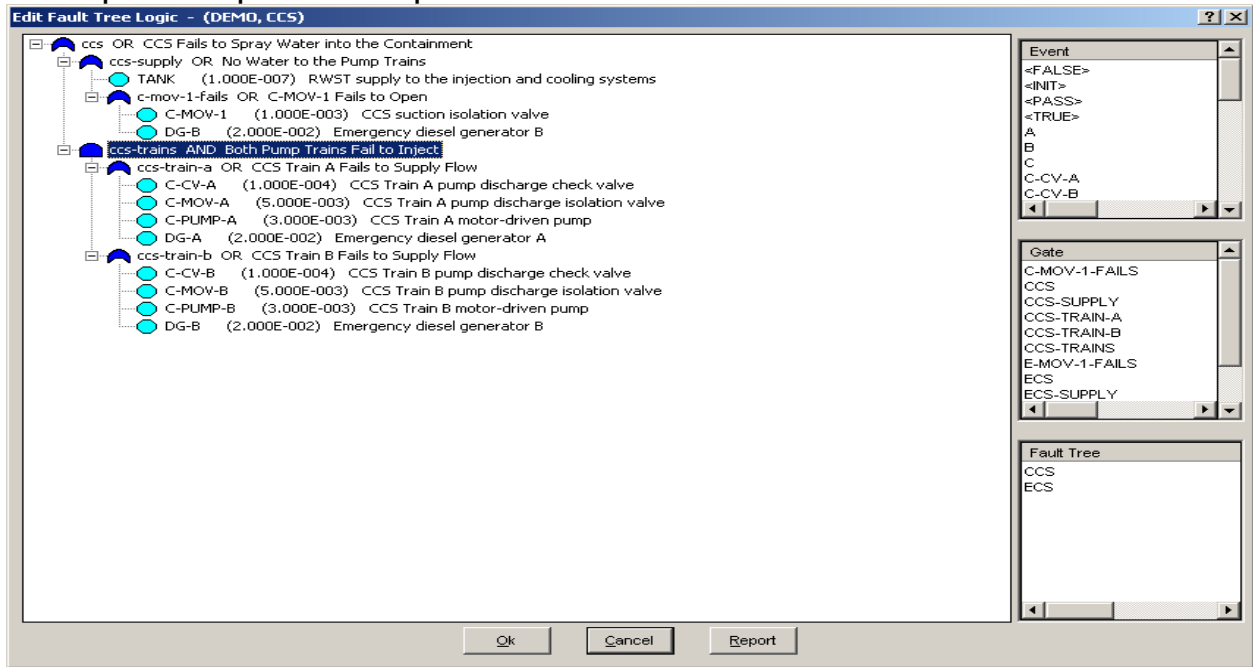 Edit Fault Tree Logic - (DEMO, CCS)
ccs OR CCS Fails to Spray Water into the Containment
ccs-supply OR No Water to the Pump Trains
TANK (1.000E-007) RWST supply to the injection and cooling systems
c-mov-1-fails OR C-MOV-1 Fails to Open
C-MOV-1 (1.000E-003) CCS suction isolation valve
DG-B (2.000E-002) Emergency diesel generator B
ccs-trains AND Both Pump Trains Fail to Inject
ccs-train-a OR CCS Train A Fails to Supply Flow
C-CV-A (1.000E-004) CCS Train A pump discharge check valve
C-MOV-A (5.000E-003) CCS Train A pump discharge isolation valve
C-PUMP-A (3.000E-003) CCS Train A motor-driven pump
DG-A (2.000E-002) Emergency diesel generator A
ccs-train-b OR CCS Train B Fails to Supply Flow
C-CV-B (1.000E-004) CCS Train B pump discharge check valve
C-MOV-B (5.000E-003) CCS Train B pump discharge isolation valve
C-PUMP-B (3.000E-003) CCS Train B motor-driven pump
DG-B (2.000E-002) Emergency diesel generator B
Event
<FALSE>
<INIT>
<PASS>
<TRUE>
A
B
C
C-CV-A
C-CV-B
Gate
C-MOV-1-FAILS
CCS
CCS-SUPPLY
CCS-TRAIN-A
CCS-TRAIN-B
CCS-TRAINS
E-MOV-1-FAILS
ECS
ECS-SUPPLY
Fault Tree
CCS
ECS
Ok Cancel Report